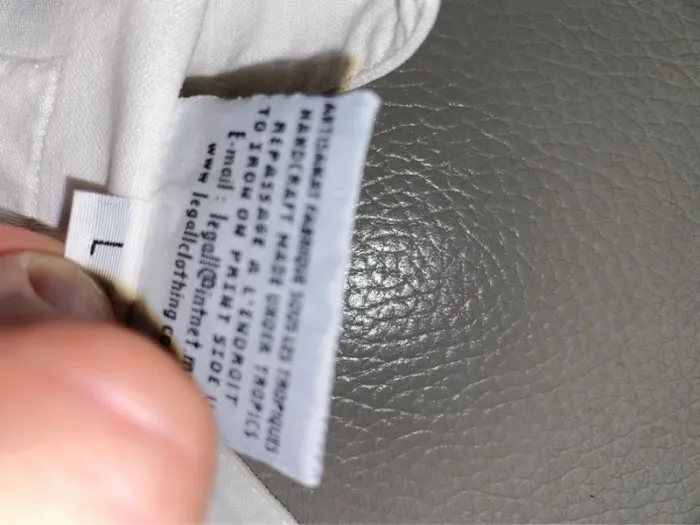 ARTISANAT FABRIQUE SOUS LES TROPIQUES
HANDCRAFT MADE UNDER TROPICS
REPASSAGE A L'ENDROIT
TO IRON ON PRINT SIDE
E-mail : legall@intnet.m
www legallclothing co
L